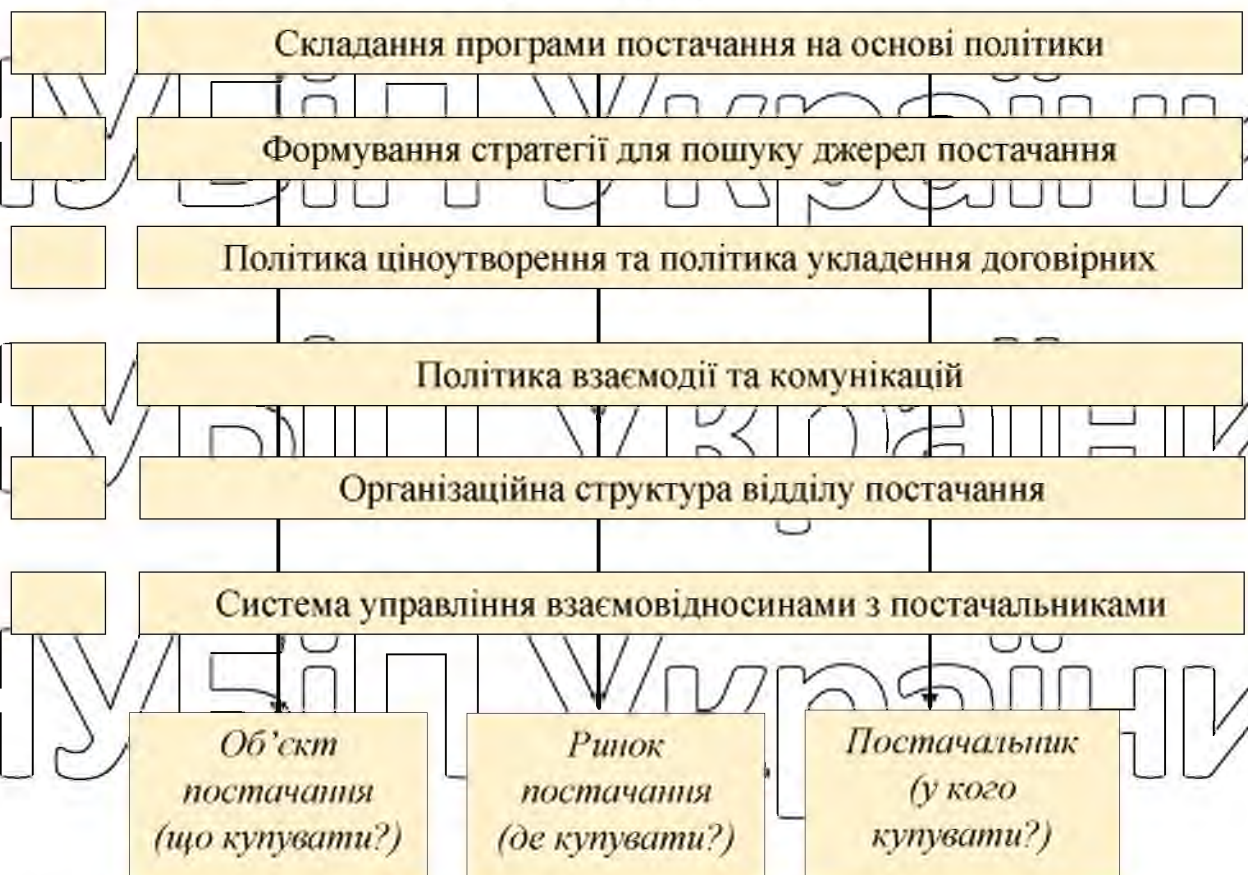 Складання програми постачання на основі політики
Формування стратегії для пошуку джерел постачання
Політика ціноутворення та політика укладення договірних
Політика взаємодії та комунікацій
Організаційна структура відділу постачання
Система управління взаємовідносинами з постачальниками
Об’єкт
постачання
(що купувати?)
Ринок
постачання
(де купувати?)
Постачальник
(у кого
купувати?)